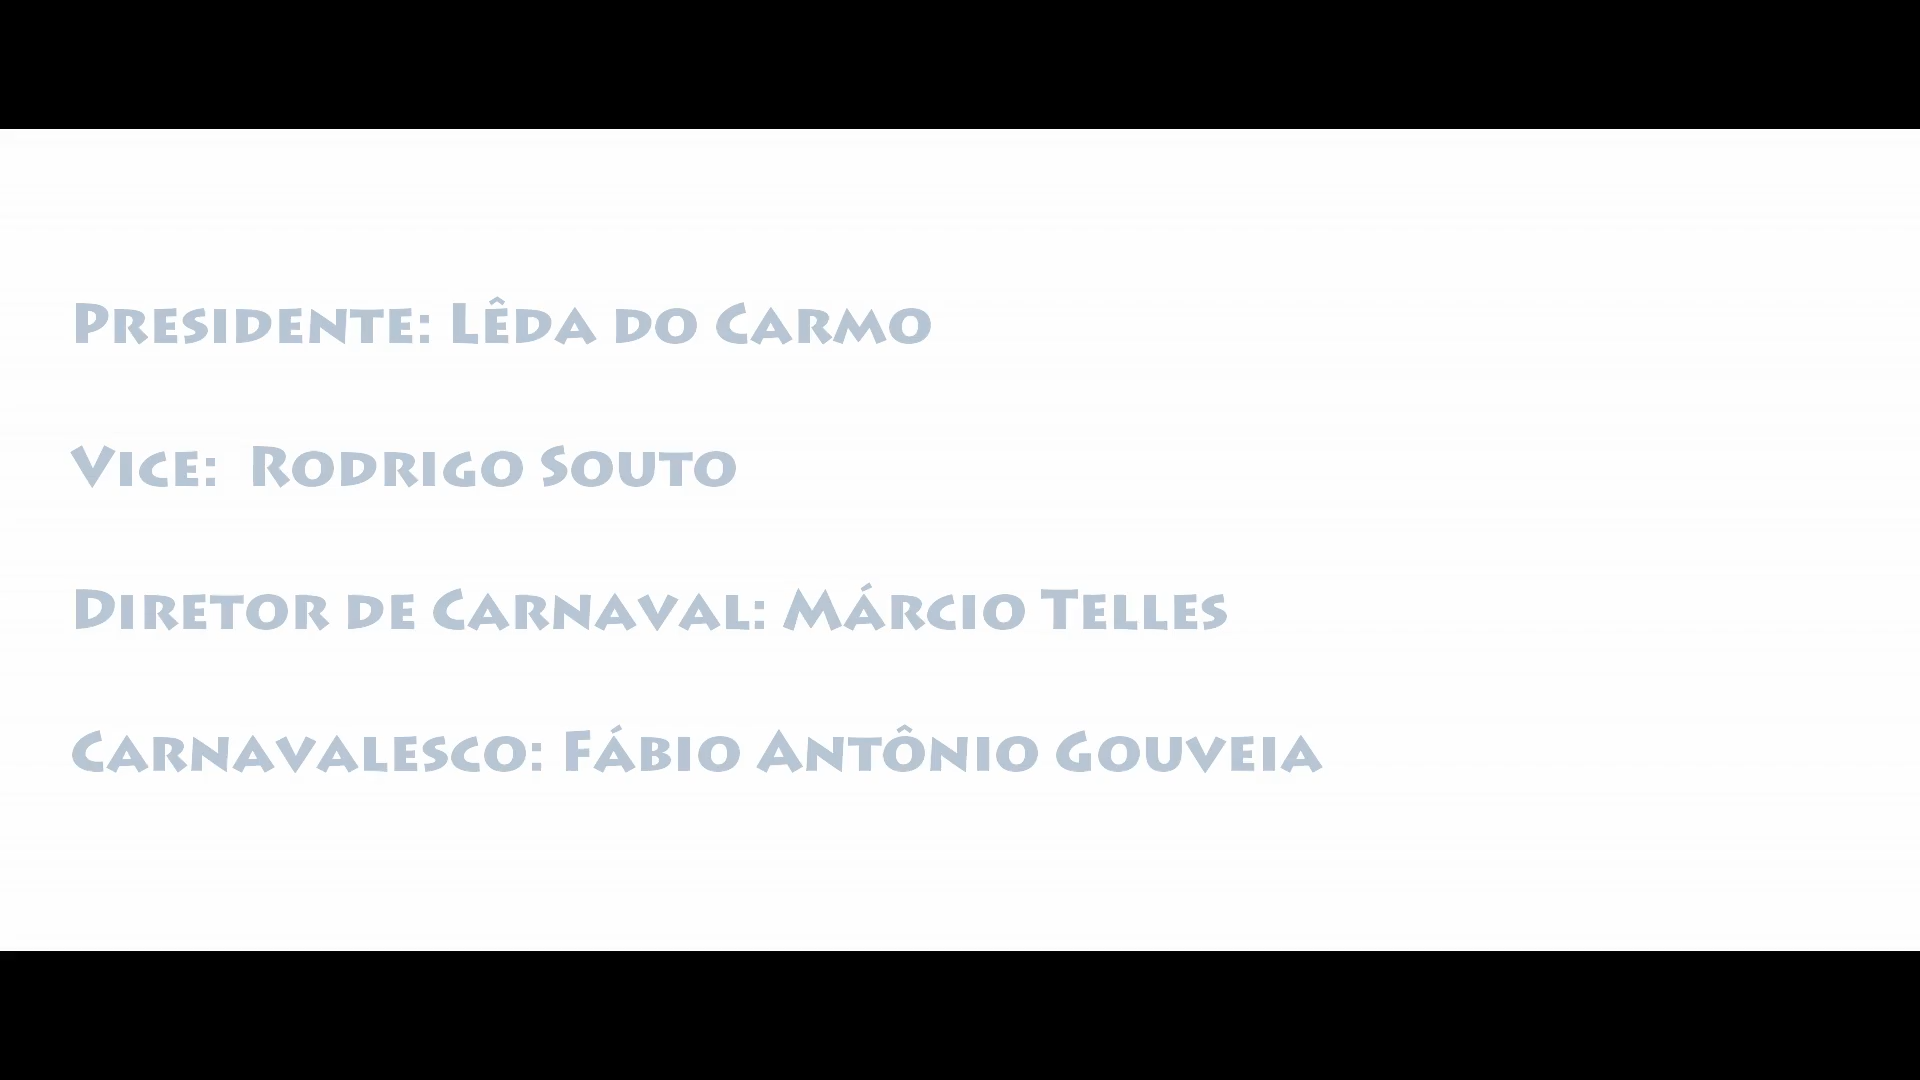 Presidente: Lêda do Carmo
Vice: Rodrigo Souto
Diretor de Carnaval: Márcio Telles
Carnavalesco: Fábio Antônio Gouveia